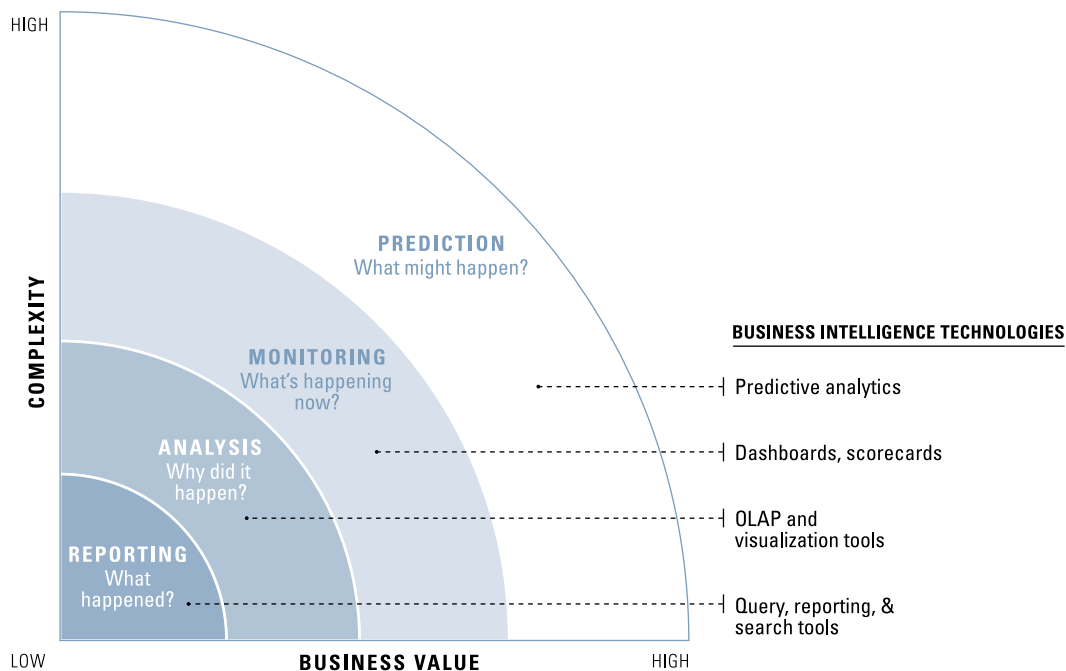 HIGH
COMPLEXITY
PREDICTION
What might happen?
MONITORING
What's happening
now?
ANALYSIS
Why did it
happen?
REPORTING
What
happened?
LOW
BUSINESS VALUE
HIGH
BUSINESS INTELLIGENCE TECHNOLOGIES
Predictive analytics
Dashboards, scorecards
OLAP and
visualization tools
Query, reporting, &
search tools